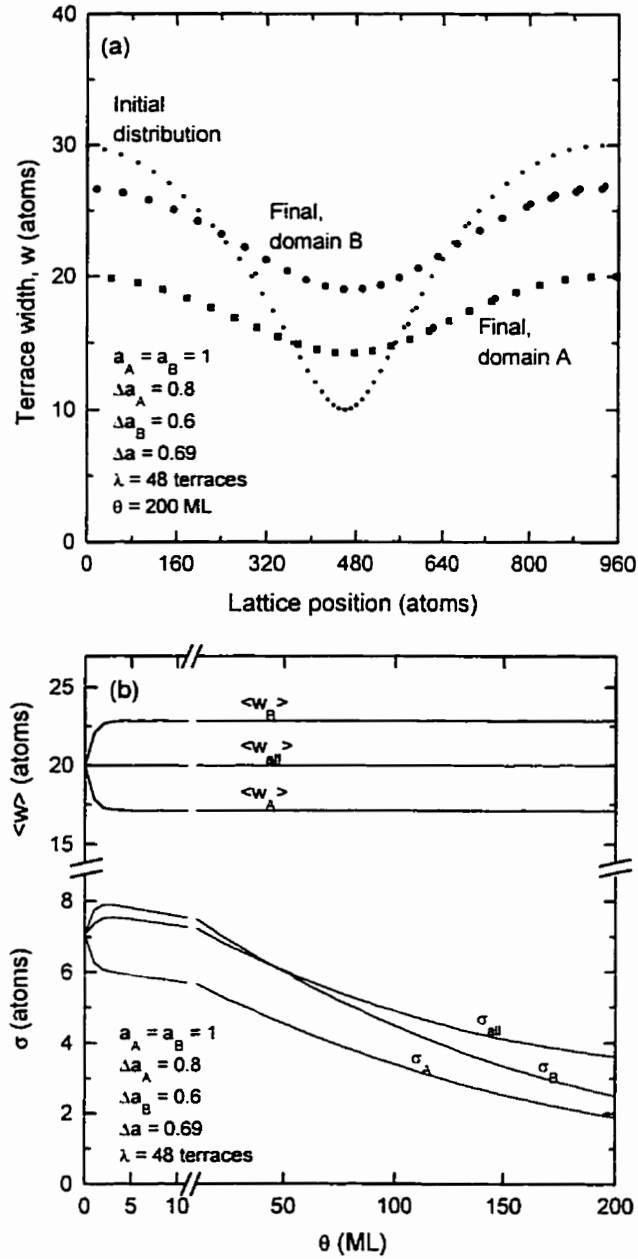 40
(a)
Initial
distribution
30
Final,
domain B
20
Final,
domain A
a_A = a_B = 1
Δa_A = 0.8
Δa_B = 0.6
Δa = 0.69
λ = 48 terraces
θ = 200 ML
10
0
Terrace width, w (atoms)
0 160 320 480 640 800 960
Lattice position (atoms)
(b)
25
<w_B>
<w_all>
20
<w_A>
15
<w> (atoms)
8
6
σ_all
σ_B
σ_A
4
a_A = a_B = 1
Δa_A = 0.8
Δa_B = 0.6
Δa = 0.69
λ = 48 terraces
2
0
σ (atoms)
0 5 10 50 100 150 200
θ (ML)